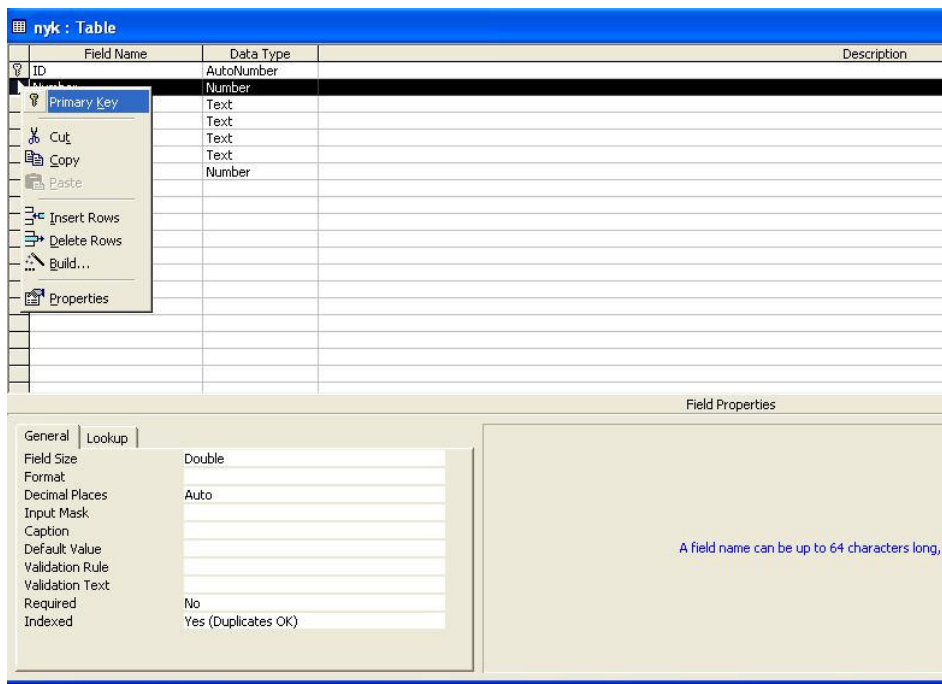 nyk : Table
Field Name Data Type Description
ID AutoNumber
Number Number
Primary Key Text
Text
Cut Text
Copy Text
Paste Number
Insert Rows
Delete Rows
Build...
Properties
Field Properties
General Lookup
Field Size Double
Format
Decimal Places Auto
Input Mask
Caption
Default Value
Validation Rule
Validation Text
Required No
Indexed Yes (Duplicates OK)
A field name can be up to 64 characters long,